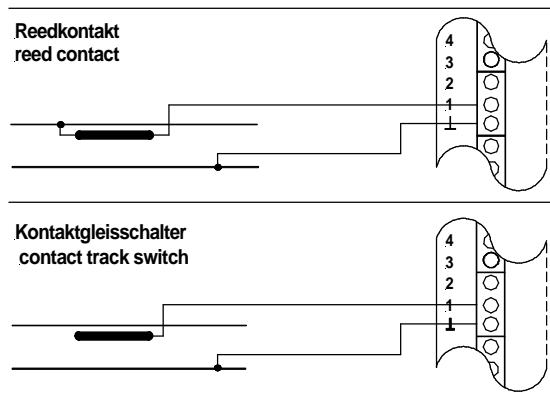 Reedkontakt
reed contact
4
3
2
1
⊥
Kontaktgleisschalter
contact track switch
4
3
2
1
⊥